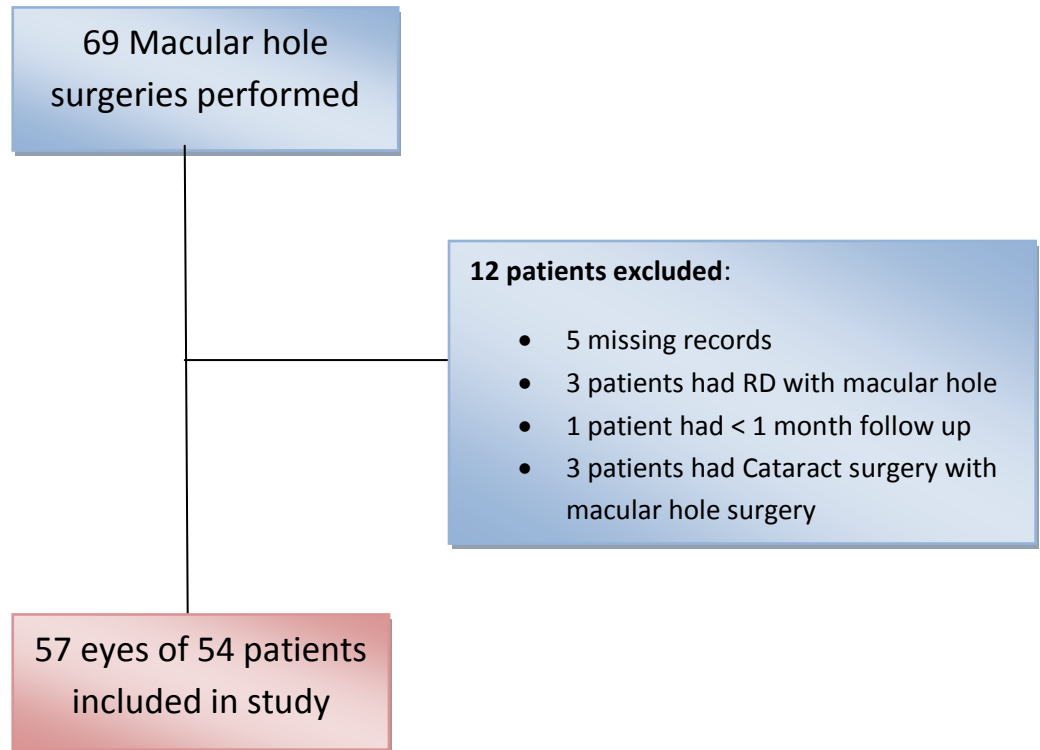 69 Macular hole
surgeries performed
12 patients excluded:
• 5 missing records
• 3 patients had RD with macular hole
• 1 patient had < 1 month follow up
• 3 patients had Cataract surgery with
macular hole surgery
57 eyes of 54 patients
included in study